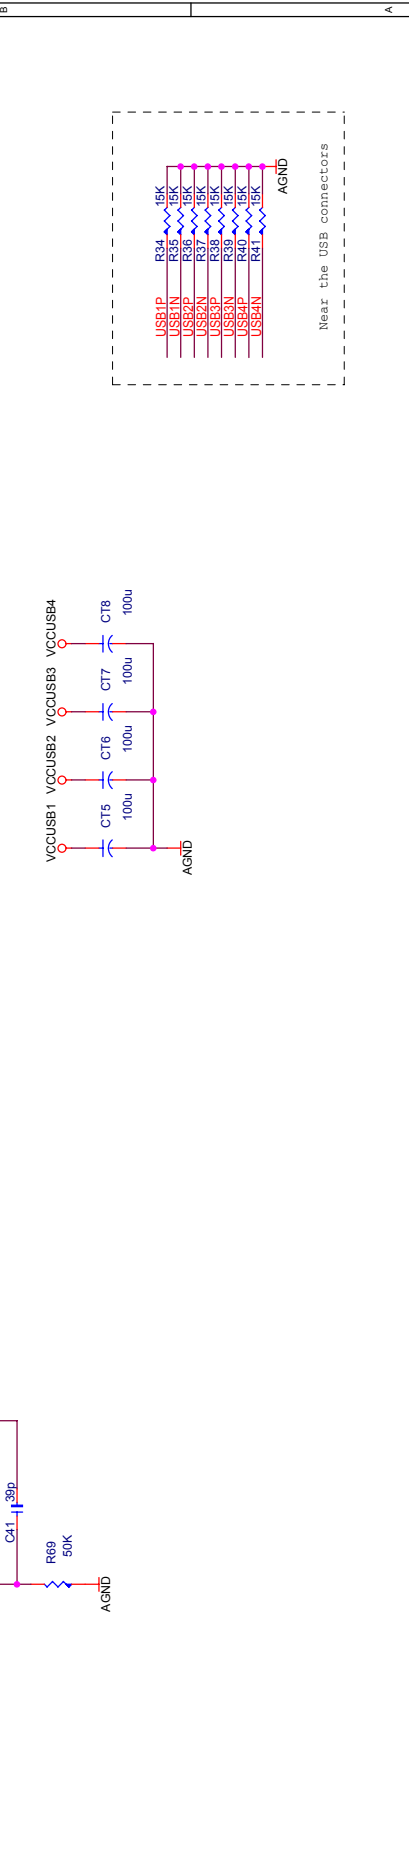 B
A
R34 15K
R35 15K
R36 15K
R37 15K
R38 15K
R39 15K
R40 15K
R41 15K
USB1P
USB1N
USB2P
USB2N
USB3P
USB3N
USB4P
USB4N
AGND
Near the USB connectors
VCCUSB4
CT8
100u
VCCUSB3
CT7
100u
VCCUSB2
CT6
100u
VCCUSB1
CT5
100u
AGND
C41 39p
R69
50K
AGND